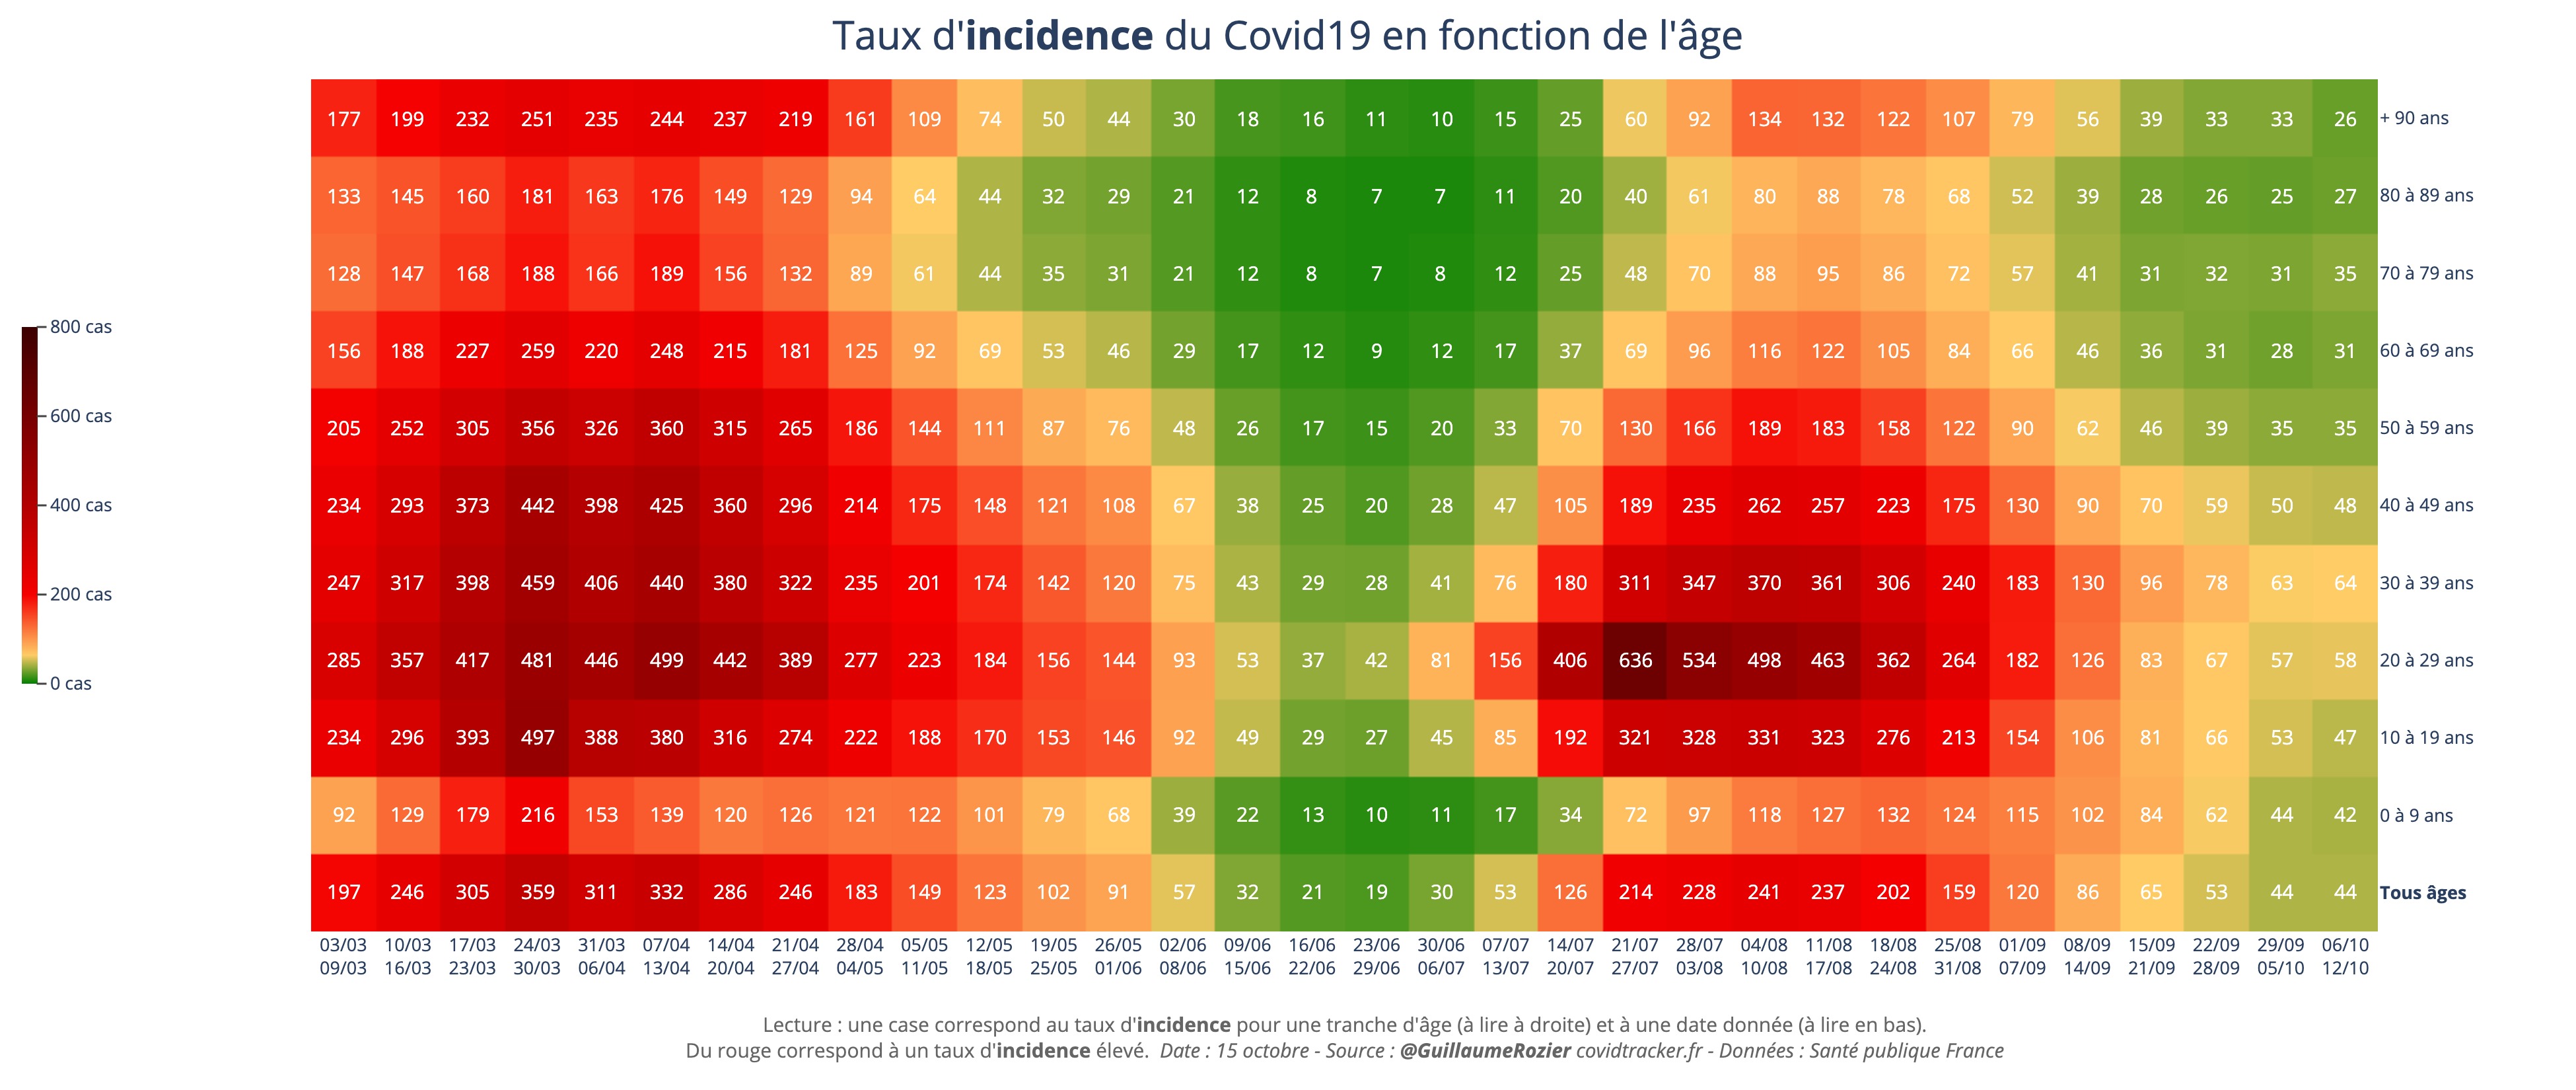 Taux d'incidence du Covid19 en fonction de l'âge
177 199 232 251 235 244 237 219 161 109 74 50 44 30 18 16 11 10 15 25 60 92 134 132 122 107 79 56 39 33 33 26 + 90 ans
133 145 160 181 163 176 149 129 94 64 44 32 29 21 12 8 7 7 11 20 40 61 80 88 78 68 52 39 28 26 25 27 80 à 89 ans
128 147 168 188 166 189 156 132 89 61 44 35 31 21 12 8 7 8 12 25 48 70 88 95 86 72 57 41 31 32 31 35 70 à 79 ans
156 188 227 259 220 248 215 181 125 92 69 53 46 29 17 12 9 12 17 37 69 96 116 122 105 84 66 46 36 31 28 31 60 à 69 ans
205 252 305 356 326 360 315 265 186 144 111 87 76 48 26 17 15 20 33 70 130 166 189 183 158 122 90 62 46 39 35 35 50 à 59 ans
234 293 373 442 398 425 360 296 214 175 148 121 108 67 38 25 20 28 47 105 189 235 262 257 223 175 130 90 70 59 50 48 40 à 49 ans
247 317 398 459 406 440 380 322 235 201 174 142 120 75 43 29 28 41 76 180 311 347 370 361 306 240 183 130 96 78 63 64 30 à 39 ans
285 357 417 481 446 499 442 389 277 223 184 156 144 93 53 37 42 81 156 406 636 534 498 463 362 264 182 126 83 67 57 58 20 à 29 ans
234 296 393 497 388 380 316 274 222 188 170 153 146 92 49 29 27 45 85 192 321 328 331 323 276 213 154 106 81 66 53 47 10 à 19 ans
92 129 179 216 153 139 120 126 121 122 101 79 68 39 22 13 10 11 17 34 72 97 118 127 132 124 115 102 84 62 44 42 0 à 9 ans
197 246 305 359 311 332 286 246 183 149 123 102 91 57 32 21 19 30 53 126 214 228 241 237 202 159 120 86 65 53 44 44 Tous âges
03/03 10/03 17/03 24/03 31/03 07/04 14/04 21/04 28/04 05/05 12/05 19/05 26/05 02/06 09/06 16/06 23/06 30/06 07/07 14/07 21/07 28/07 04/08 11/08 18/08 25/08 01/09 08/09 15/09 22/09 29/09 06/10
09/03 16/03 23/03 30/03 06/04 13/04 20/04 27/04 04/05 11/05 18/05 25/05 01/06 08/06 15/06 22/06 29/06 06/07 13/07 20/07 27/07 03/08 10/08 17/08 24/08 31/08 07/09 14/09 21/09 28/09 05/10 12/10
800 cas
600 cas
400 cas
200 cas
0 cas
Lecture : une case correspond au taux d'incidence pour une tranche d'âge (à lire à droite) et à une date donnée (à lire en bas).
Du rouge correspond à un taux d'incidence élevé. Date : 15 octobre - Source : @GuillaumeRozier covidtracker.fr - Données : Santé publique France